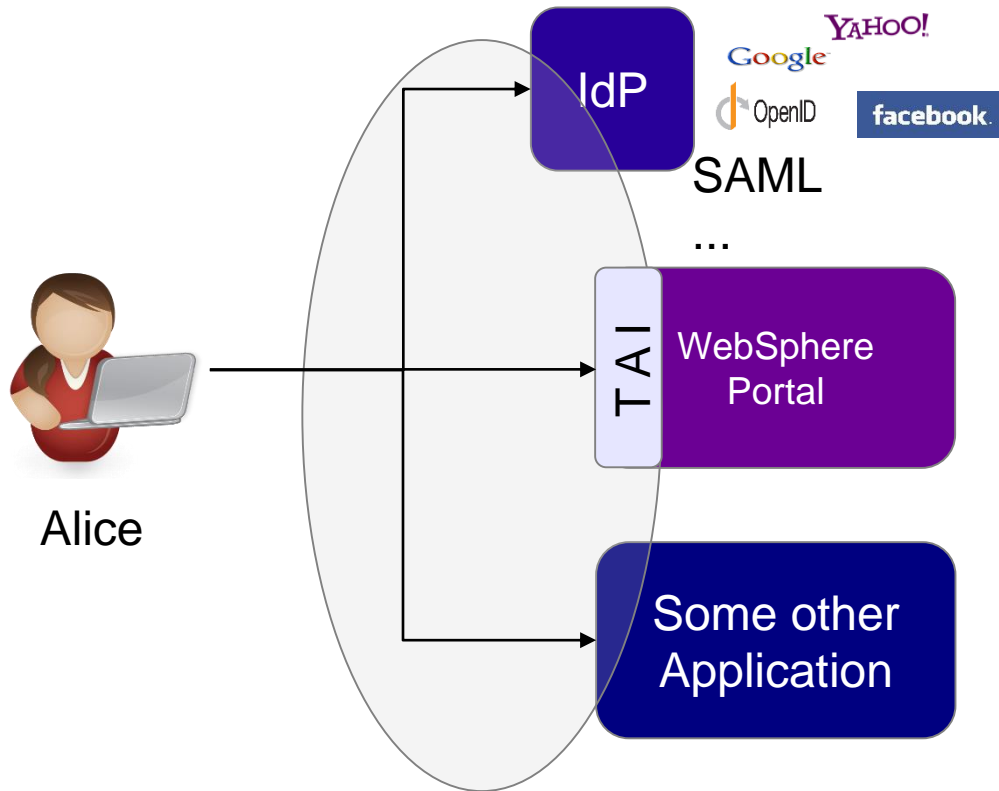 YAHOO!
Google
IdP
OpenID
facebook.
SAML
...
TAI
WebSphere
Portal
Alice
Some other
Application